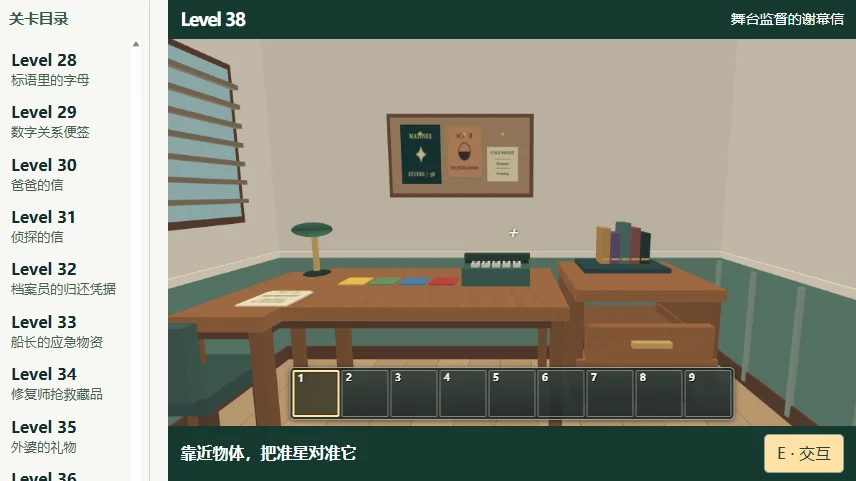 关卡目录
Level 28
标语里的字母
Level 29
数字关系便签
Level 30
爸爸的信
Level 31
侦探的信
Level 32
档案员的归还凭据
Level 33
船长的应急物资
Level 34
修复师抢救藏品
Level 35
外婆的礼物
Level 36
Level 38
舞台监督的谢幕信
MATINEE
CALL SHEET
1
2
3
4
5
6
7
8
9
靠近物体，把准星对准它
E · 交互